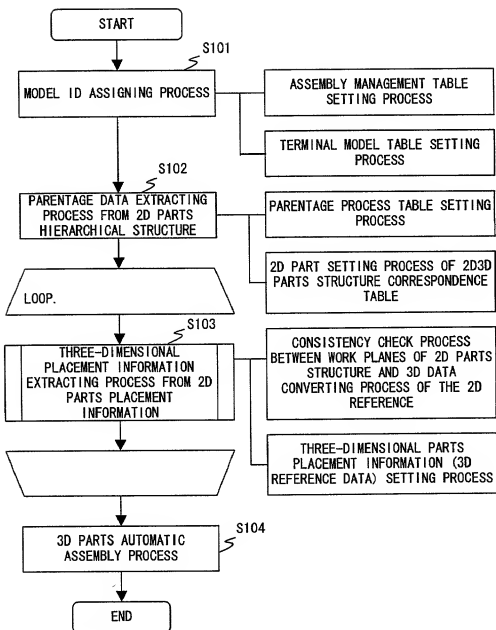 START
S101
MODEL ID ASSIGNING PROCESS
ASSEMBLY MANAGEMENT TABLE
SETTING PROCESS
TERMINAL MODEL TABLE SETTING
PROCESS
S102
PARENTAGE DATA EXTRACTING
PROCESS FROM 2D PARTS
HIERARCHICAL STRUCTURE
PARENTAGE PROCESS TABLE SETTING
PROCESS
2D PART SETTING PROCESS OF 2D3D
PARTS STRUCTURE CORRESPONDENCE
TABLE
LOOP.
S103
THREE-DIMENSIONAL
PLACEMENT INFORMATION
EXTRACTING PROCESS FROM 2D
PARTS PLACEMENT
INFORMATION
CONSISTENCY CHECK PROCESS
BETWEEN WORK PLANES OF 2D PARTS
STRUCTURE AND 3D DATA
CONVERTING PROCESS OF THE 2D
REFERENCE
THREE-DIMENSIONAL PARTS
PLACEMENT INFORMATION (3D
REFERENCE DATA) SETTING PROCESS
S104
3D PARTS AUTOMATIC
ASSEMBLY PROCESS
END